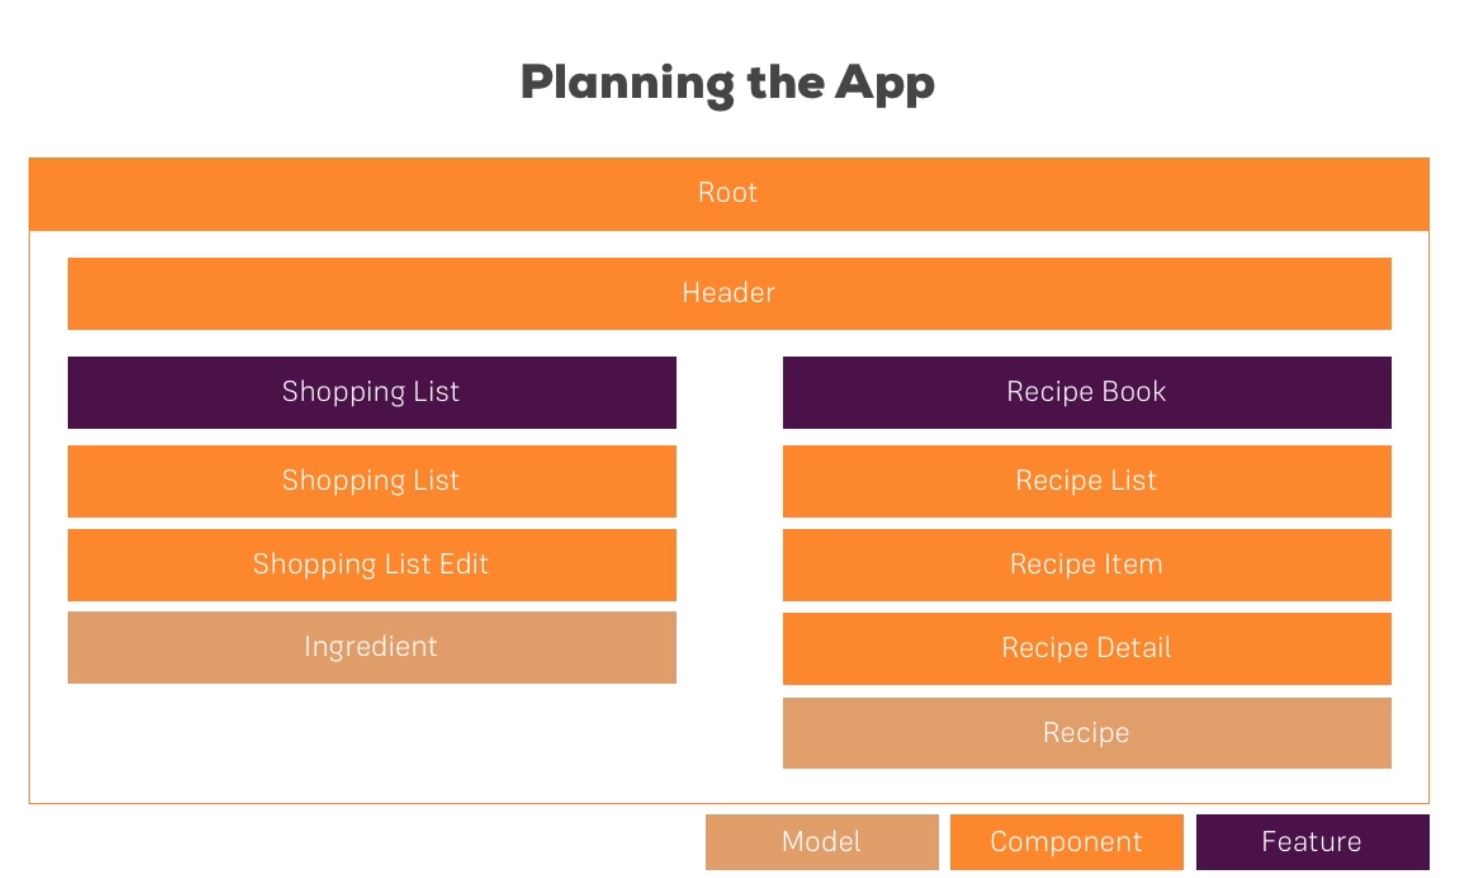 Planning the App
Root
Header
Shopping List
Shopping List
Shopping List Edit
Ingredient
Recipe Book
Recipe List
Recipe Item
Recipe Detail
Recipe
Model
Component
Feature